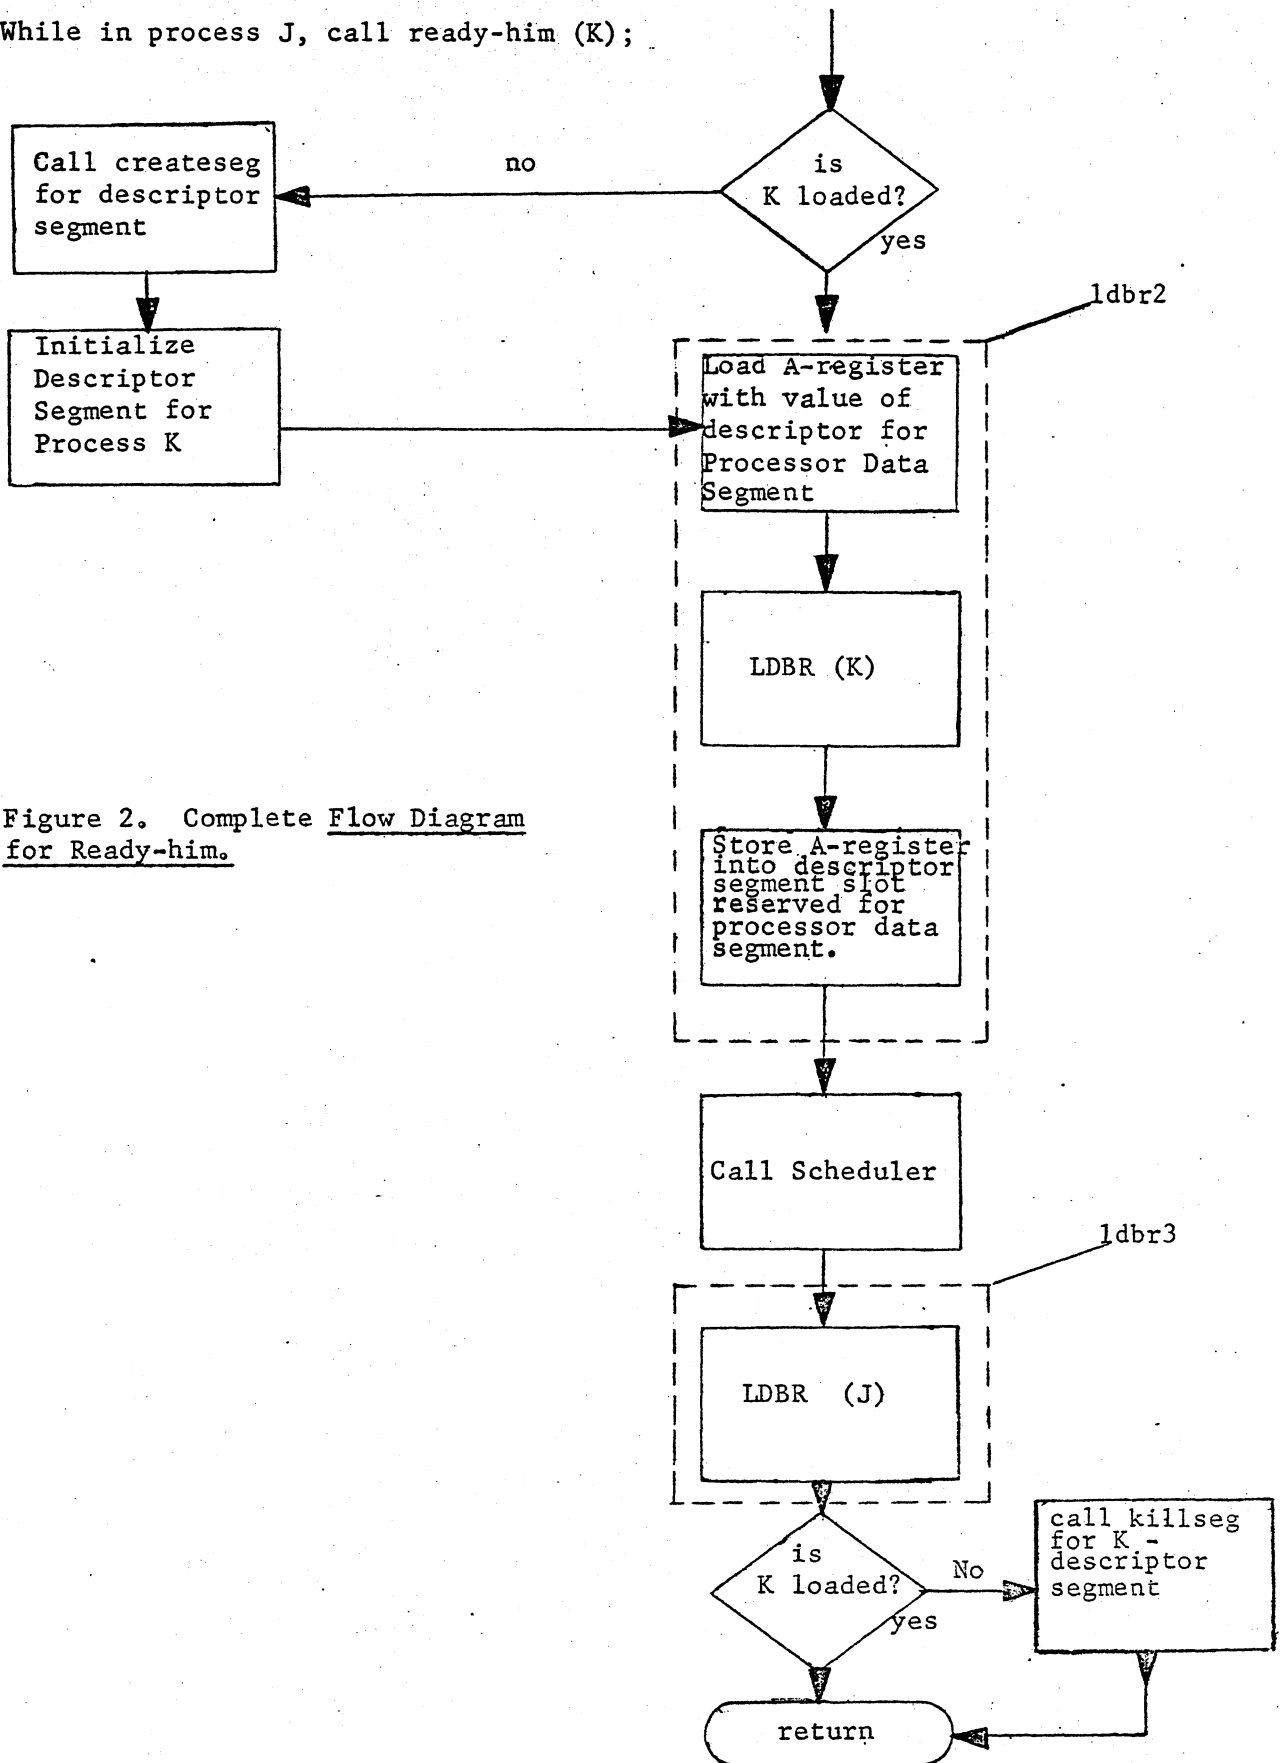 While in process J, call ready-him (K);
is
K loaded?
no
yes
Call createseg
for descriptor
segment
Initialize
Descriptor
Segment for
Process K
ldbr2
Load A-register
with value of
descriptor for
Processor Data
Segment
LDBR (K)
Figure 2. Complete Flow Diagram
for Ready-him.
Store A-register
into descriptor
segment slot
reserved for
processor data
segment.
Call Scheduler
ldbr3
LDBR (J)
is
K loaded?
No
yes
call killseg
for K -
descriptor
segment
return